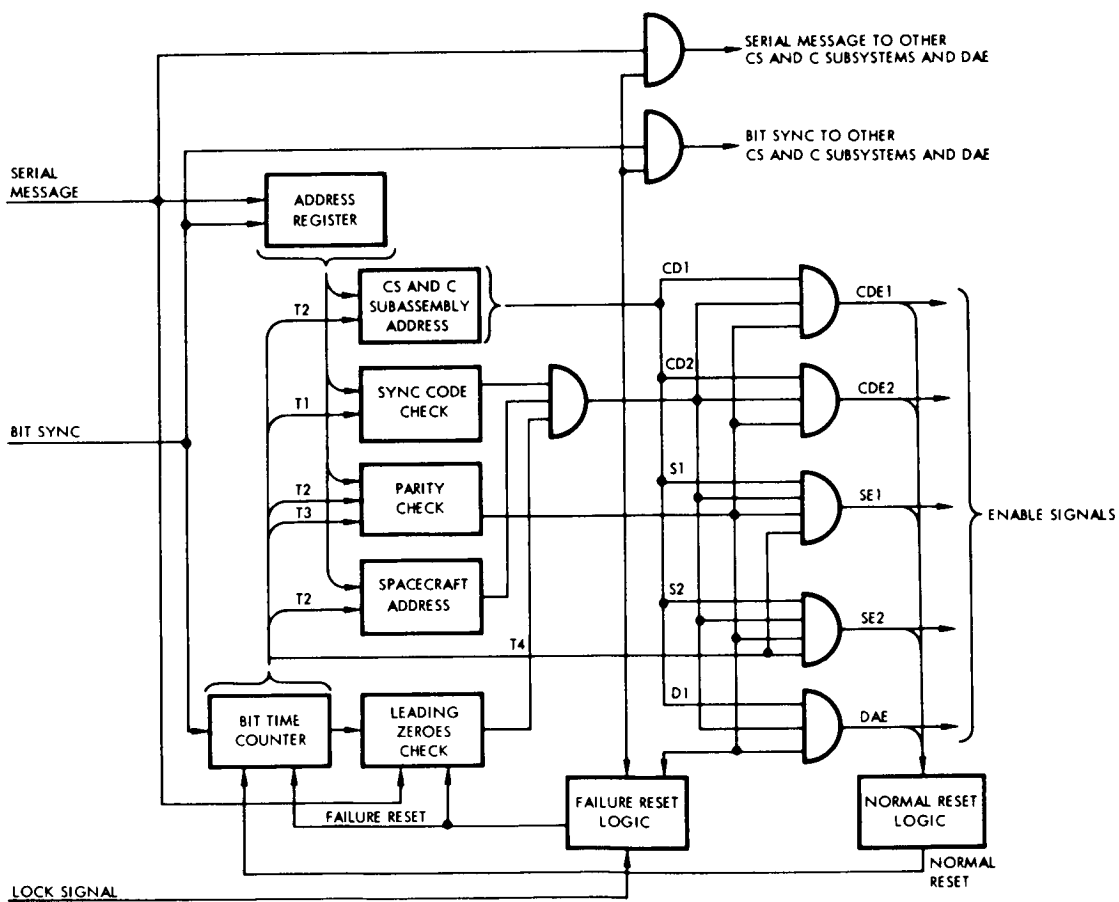 SERIAL MESSAGE TO OTHER
CS AND C SUBSYSTEMS AND DAE
BIT SYNC TO OTHER
CS AND C SUBSYSTEMS AND DAE
SERIAL
MESSAGE
ADDRESS
REGISTER
CS AND C
SUBASSEMBLY
ADDRESS
T2
CD1
CDE1
CD2
CDE2
SYNC CODE
CHECK
T1
BIT SYNC
PARITY
CHECK
T2
T3
S1
SE1
ENABLE SIGNALS
SPACECRAFT
ADDRESS
T2
S2
SE2
T4
D1
DAE
BIT TIME
COUNTER
LEADING
ZEROES
CHECK
FAILURE RESET
FAILURE RESET
LOGIC
NORMAL RESET
LOGIC
NORMAL
RESET
LOCK SIGNAL